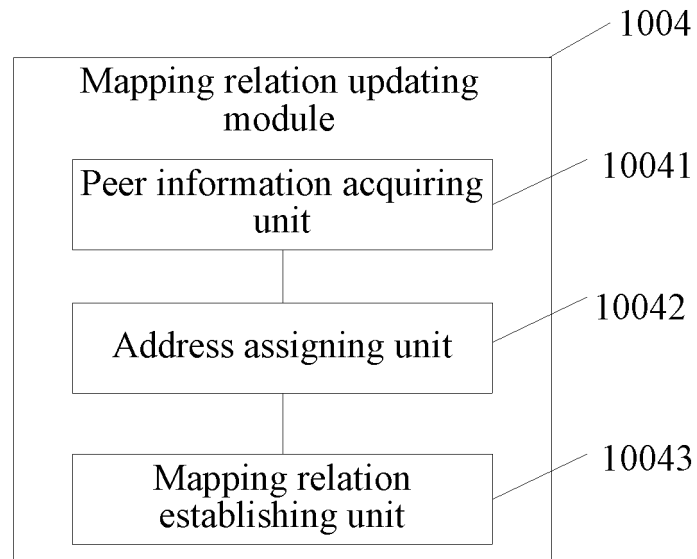 1004
Mapping relation updating
module
Peer information acquiring
unit
10041
Address assigning unit
10042
Mapping relation
establishing unit
10043